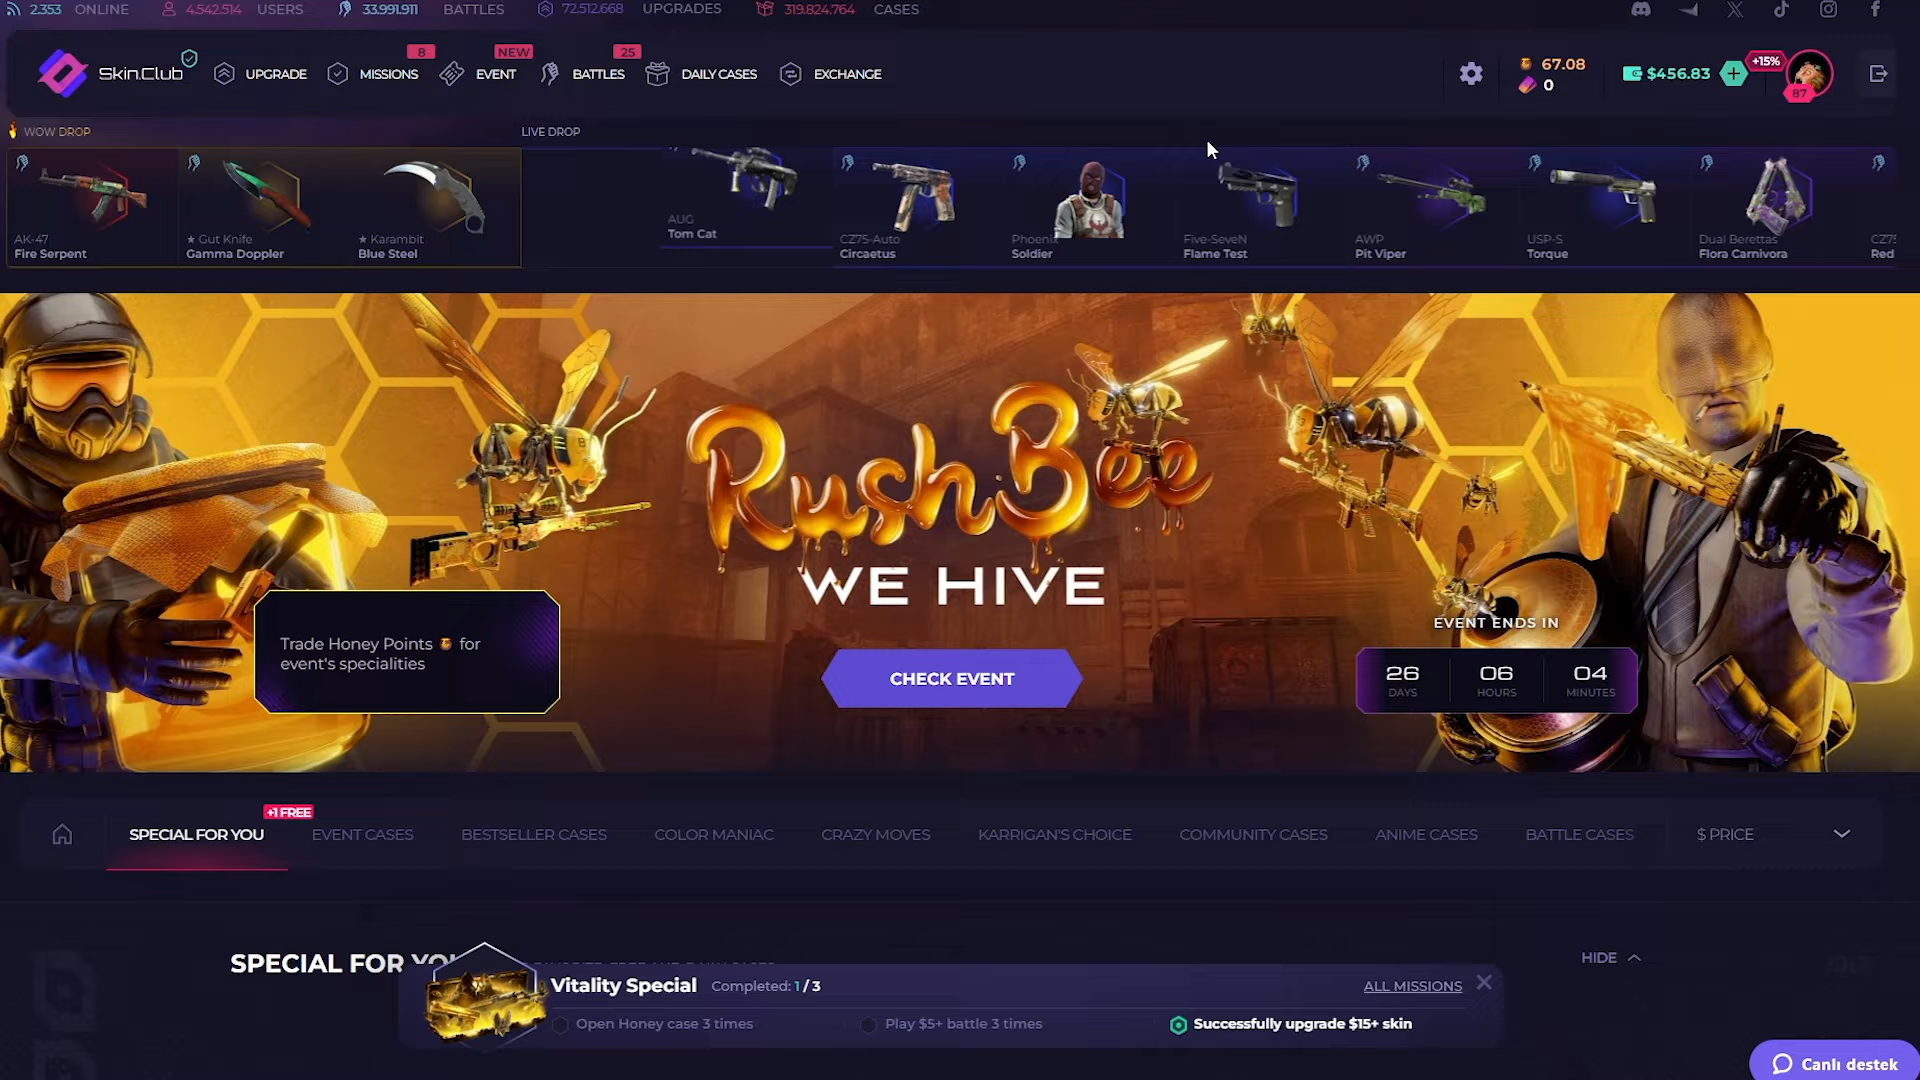 2.353 ONLINE 4.542.514 USERS 33.991.911 BATTLES 72.512.668 UPGRADES 319.824.764 CASES
Skin.Club UPGRADE 8 MISSIONS NEW EVENT 25 BATTLES DAILY CASES EXCHANGE 67.08 0 $456.83 +15% 87
WOW DROP LIVE DROP
AK-47
Fire Serpent
★ Gut Knife
Gamma Doppler
★ Karambit
Blue Steel
AUG
Tom Cat
CZ75-Auto
Circaetus
Phoenix
Soldier
Five-SeveN
Flame Test
AWP
Pit Viper
USP-S
Torque
Dual Berettas
Flora Carnivora
Red
RushBee
WE HIVE
Trade Honey Points for
event's specialities
CHECK EVENT
EVENT ENDS IN
26 06 04
DAYS HOURS MINUTES
+1 FREE
SPECIAL FOR YOU EVENT CASES BESTSELLER CASES COLOR MANIAC CRAZY MOVES KARRIGAN'S CHOICE COMMUNITY CASES ANIME CASES BATTLE CASES $ PRICE
SPECIAL FOR YOU HIDE
Vitality Special Completed: 1 / 3 ALL MISSIONS
Open Honey case 3 times Play $5+ battle 3 times Successfully upgrade $15+ skin
Canlı destek